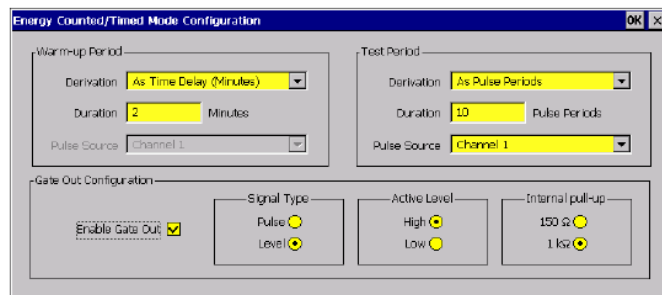 Energy Counted/Timed Mode Configuration OK ×
Warm-up Period
Derivation As Time Delay (Minutes)
Duration 2 Minutes
Pulse Source Channel 1
Test Period
Derivation As Pulse Periods
Duration 10 Pulse Periods
Pulse Source Channel 1
Gate Out Configuration
Enable Gate Out
Signal Type
Pulse
Level
Active Level
High
Low
Internal pull-up
150 Ω
1 kΩ